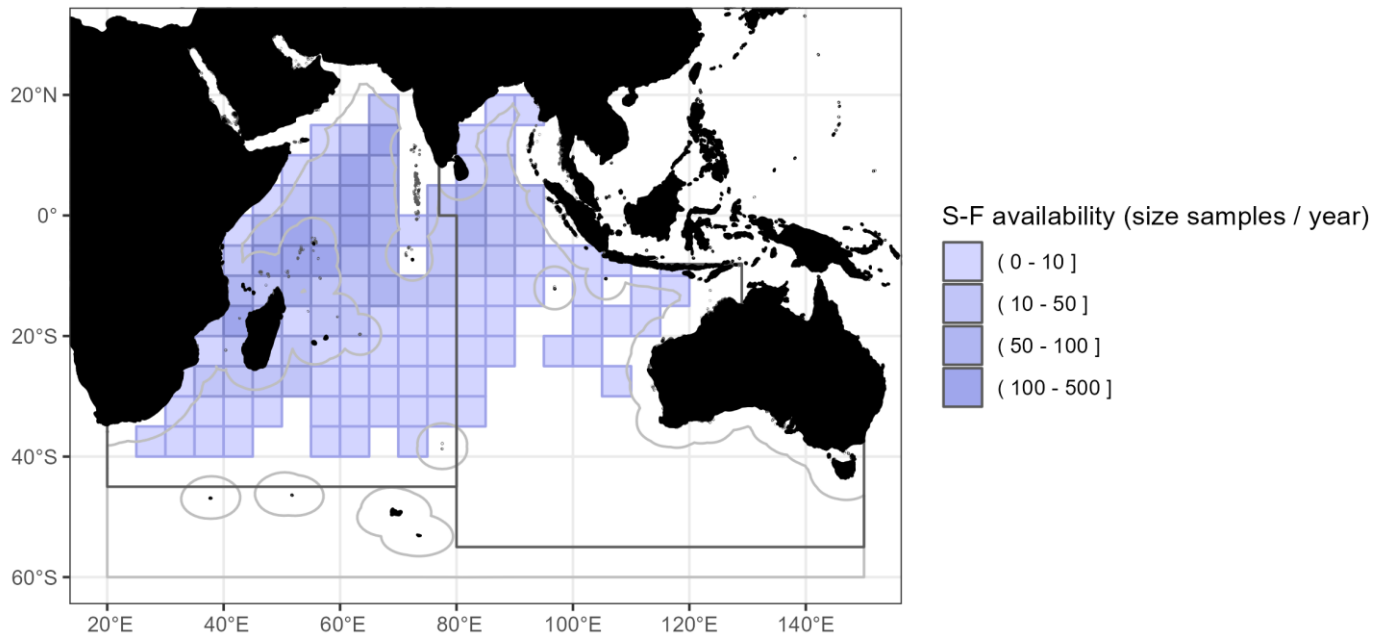 20°N
0°
20°S
40°S
60°S
20°E 40°E 60°E 80°E 100°E 120°E 140°E
S-F availability (size samples / year)
( 0 - 10 ]
( 10 - 50 ]
( 50 - 100 ]
( 100 - 500 ]